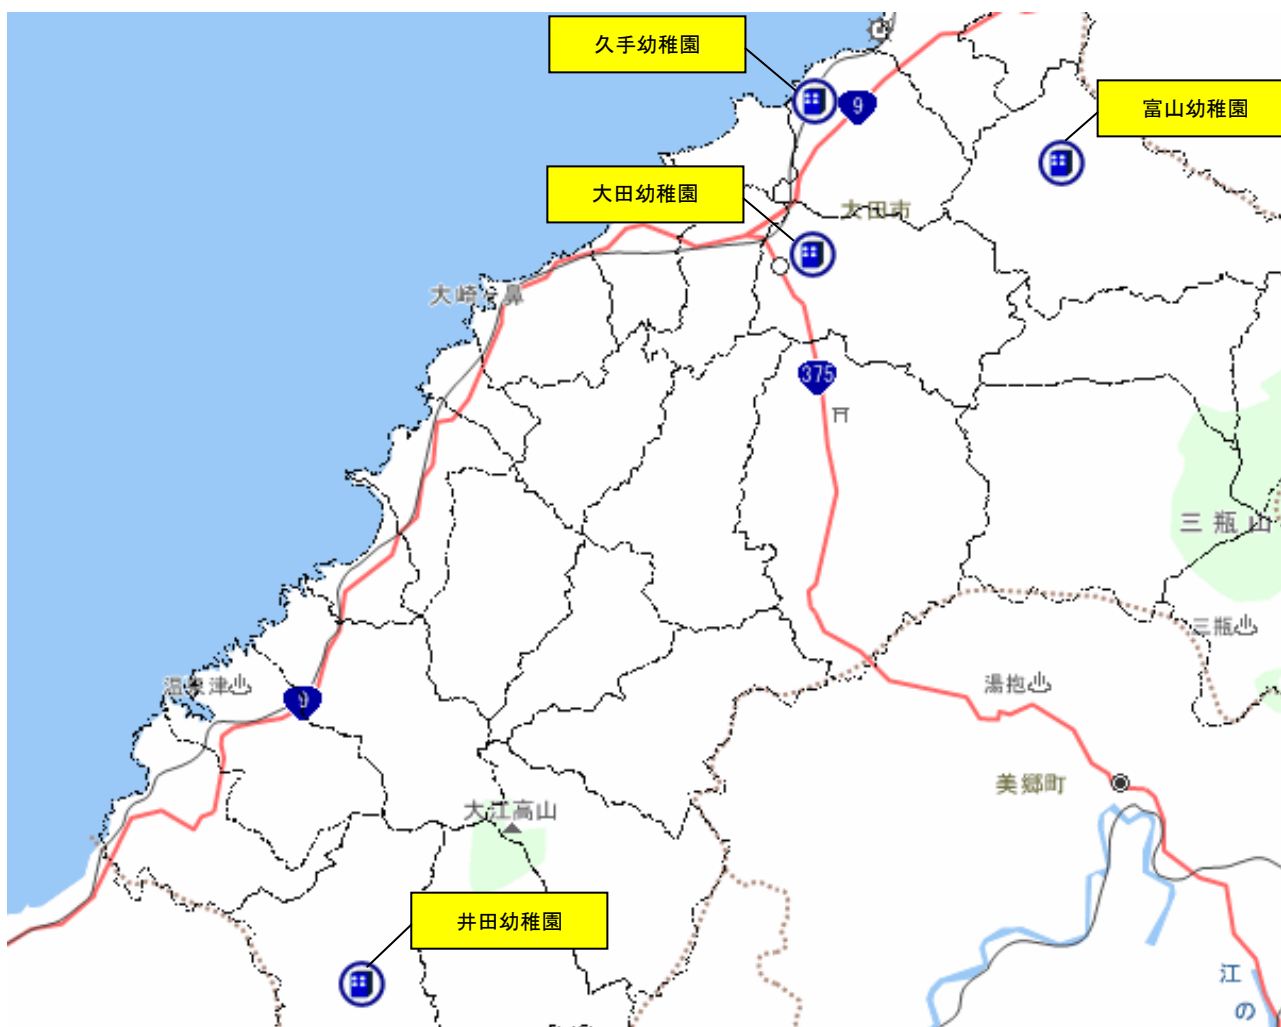 久手幼稚園
9
富山幼稚園
大田幼稚園
大田市
大崎ヶ鼻
375
三瓶山
三瓶
温泉津
9
湯抱
美郷町
大江高山
井田幼稚園
江の